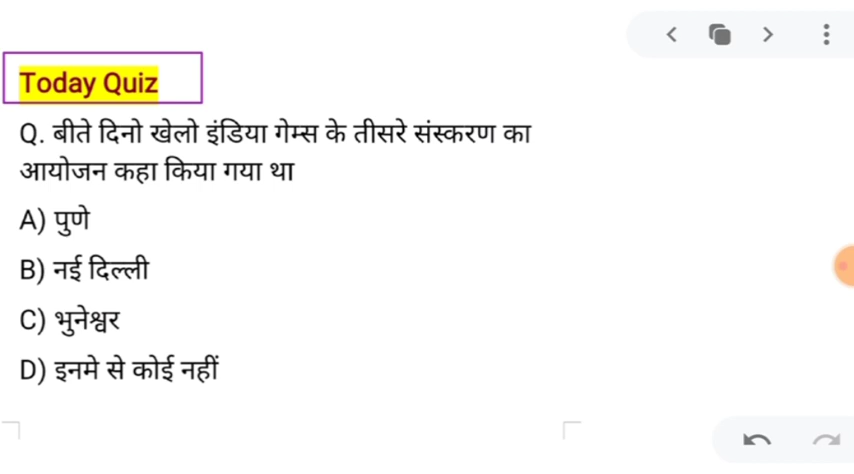 Today Quiz
Q. बीते दिनो खेलो इंडिया गेम्स के तीसरे संस्करण का
आयोजन कहा किया गया था
A) पुणे
B) नई दिल्ली
C) भुनेश्वर
D) इनमे से कोई नहीं